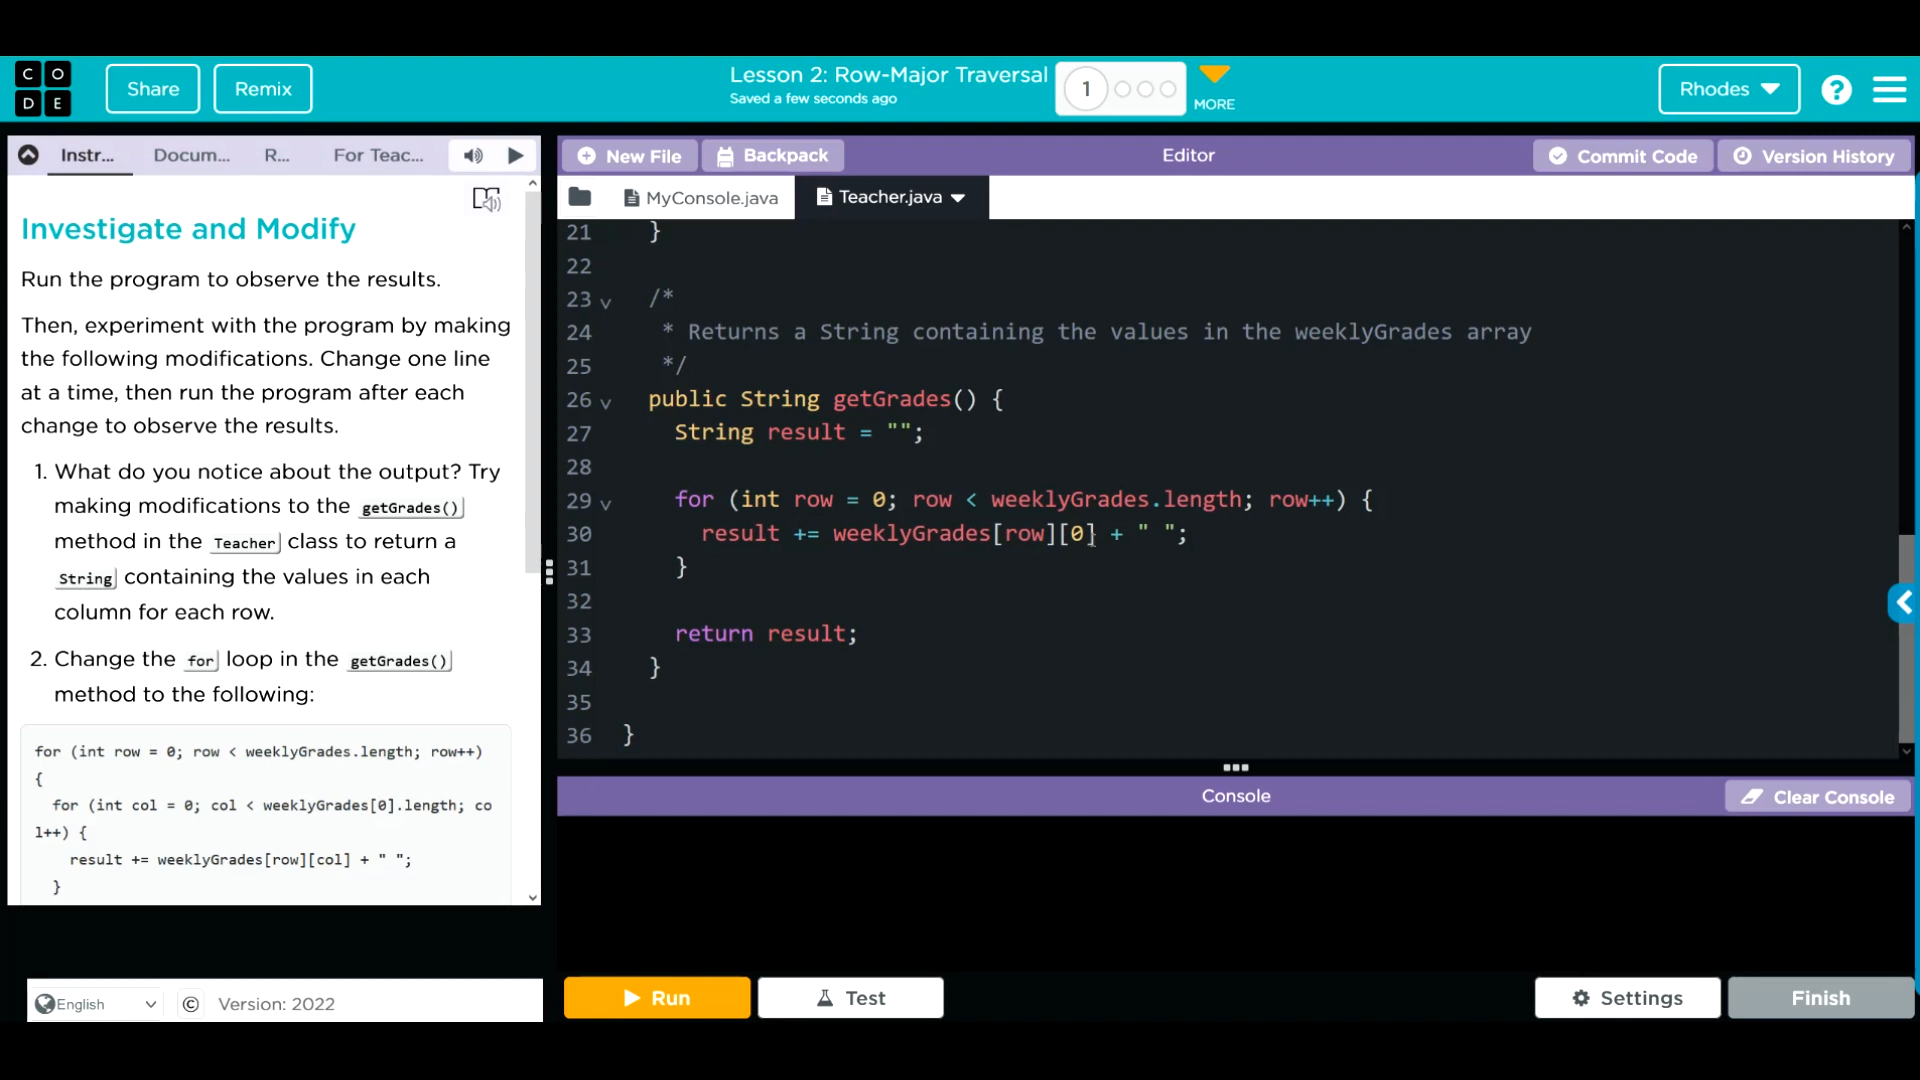 C O
D E
Share
Remix
Lesson 2: Row-Major Traversal
Saved a few seconds ago
1
MORE
Rhodes
?
Instr...
Docum...
R...
For Teac...
New File
Backpack
Editor
Commit Code
Version History
MyConsole.java
Teacher.java
Investigate and Modify
Run the program to observe the results.
Then, experiment with the program by making
the following modifications. Change one line
at a time, then run the program after each
change to observe the results.
1. What do you notice about the output? Try
making modifications to the getGrades()
method in the Teacher class to return a
String containing the values in each
column for each row.
2. Change the for loop in the getGrades()
method to the following:
for (int row = 0; row < weeklyGrades.length; row++)
{
for (int col = 0; col < weeklyGrades[0].length; co
l++) {
result += weeklyGrades[row][col] + " ";
}
21 }
22
23 /*
24 * Returns a String containing the values in the weeklyGrades array
25 */
26 public String getGrades() {
27 String result = "";
28
29 for (int row = 0; row < weeklyGrades.length; row++) {
30 result += weeklyGrades[row][0] + " ";
31 }
32
33 return result;
34 }
35
36 }
Console
Clear Console
English
© Version: 2022
Run
Test
Settings
Finish